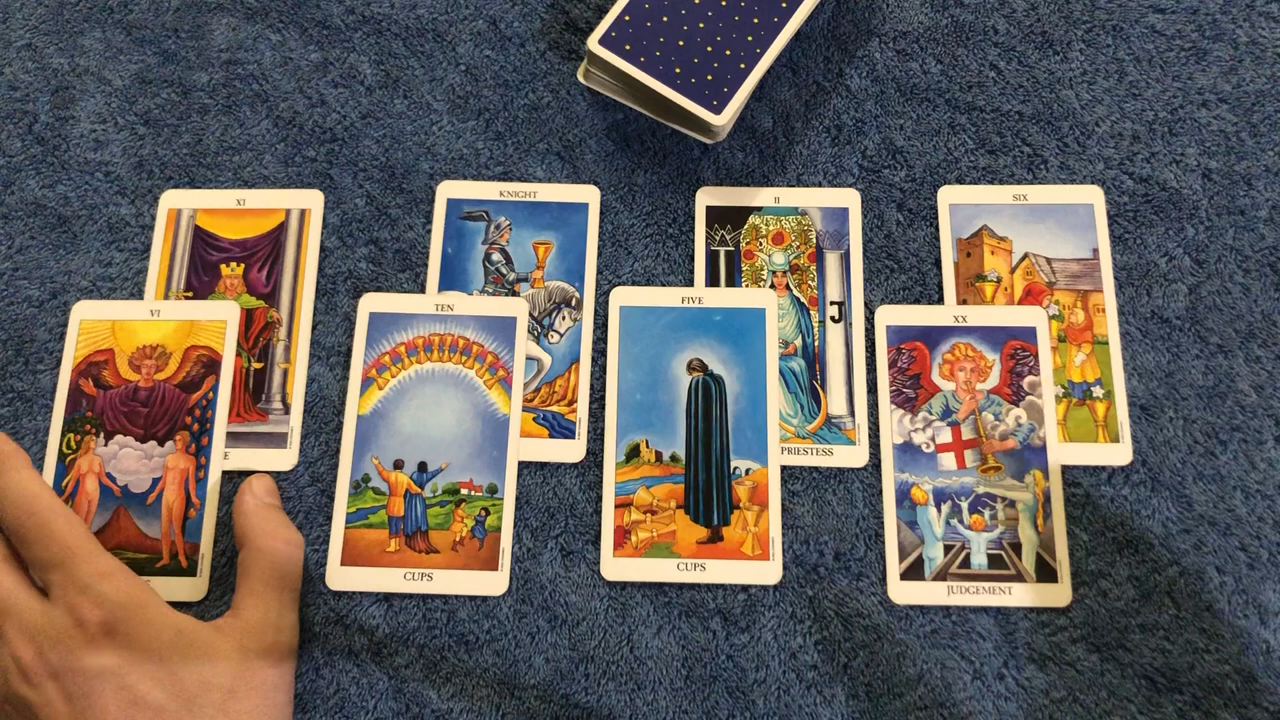 XI
E
KNIGHT
II
J
PRIESTESS
SIX
VI
TEN
CUPS
FIVE
CUPS
XX
JUDGEMENT